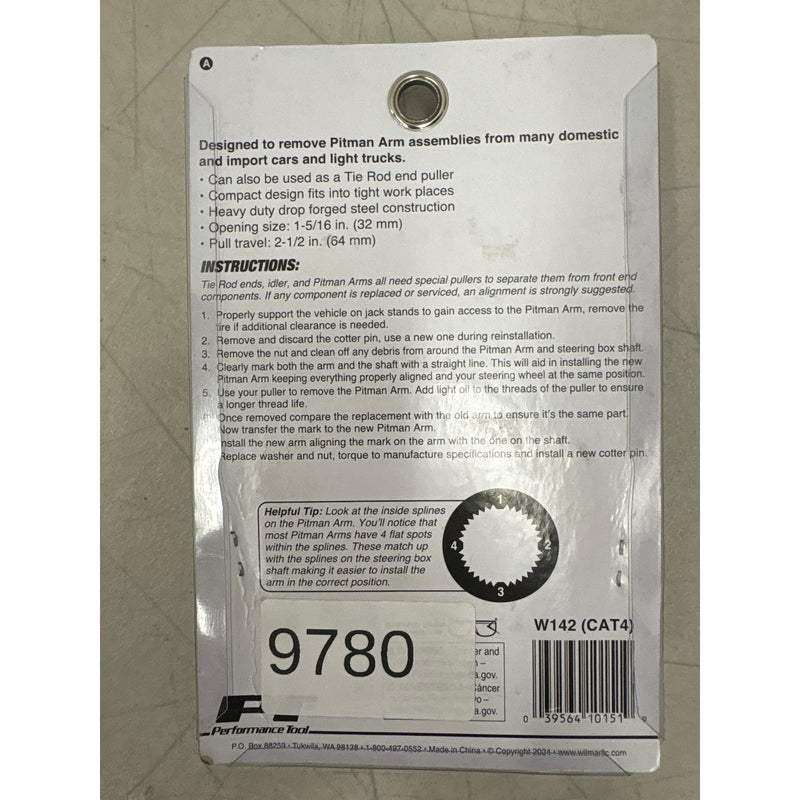 A
Designed to remove Pitman Arm assemblies from many domestic
and import cars and light trucks.
• Can also be used as a Tie Rod end puller
• Compact design fits into tight work places
• Heavy duty drop forged steel construction
• Opening size: 1-5/16 in. (32 mm)
• Pull travel: 2-1/2 in. (64 mm)
INSTRUCTIONS:
Tie Rod ends, idler, and Pitman Arms all need special pullers to separate them from front end
components. If any component is replaced or serviced, an alignment is strongly suggested.
1. Properly support the vehicle on jack stands to gain access to the Pitman Arm, remove the
tire if additional clearance is needed.
2. Remove and discard the cotter pin, use a new one during reinstallation.
3. Remove the nut and clean off any debris from around the Pitman Arm and steering box shaft.
4. Clearly mark both the arm and the shaft with a straight line. This will aid in installing the new
Pitman Arm keeping everything properly aligned and your steering wheel at the same position.
5. Use your puller to remove the Pitman Arm. Add light oil to the threads of the puller to ensure
a longer thread life.
Once removed compare the replacement with the old arm to ensure it's the same part.
Now transfer the mark to the new Pitman Arm.
Install the new arm aligning the mark on the arm with the one on the shaft.
Replace washer and nut, torque to manufacture specifications and install a new cotter pin.
Helpful Tip: Look at the inside splines
on the Pitman Arm. You'll notice that
most Pitman Arms have 4 flat spots
within the splines. These match up
with the splines on the steering box
shaft making it easier to install the
arm in the correct position.
1
4 2
3
W142 (CAT4)
9780
er and
n –
a.gov.
Cáncer
vo –
a.gov.
0 39564 10151 9
Performance Tool
P.O. Box 88259 • Tukwila, WA 98138 • 1-800-497-0552 • Made in China • © Copyright 2024 • www.wilmarllc.com